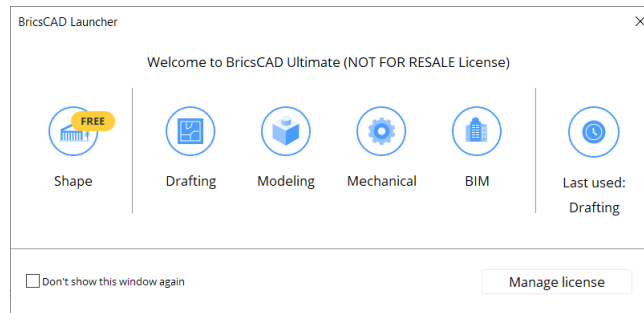 BricsCAD Launcher
Welcome to BricsCAD Ultimate (NOT FOR RESALE License)
FREE
Shape
Drafting
Modeling
Mechanical
BIM
Last used:
Drafting
Don't show this window again
Manage license